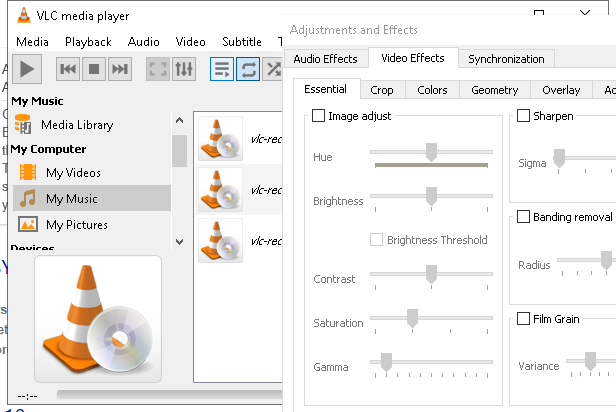 VLC media player
Media Playback Audio Video Subtitle
My Music
Media Library
My Computer
My Videos
My Music
My Pictures
Devices
vlc-rec
vlc-rec
vlc-rec
--:--
Adjustments and Effects
Audio Effects Video Effects Synchronization
Essential Crop Colors Geometry Overlay
Image adjust
Hue
Brightness
Brightness Threshold
Contrast
Saturation
Gamma
Sharpen
Sigma
Banding removal
Radius
Film Grain
Variance